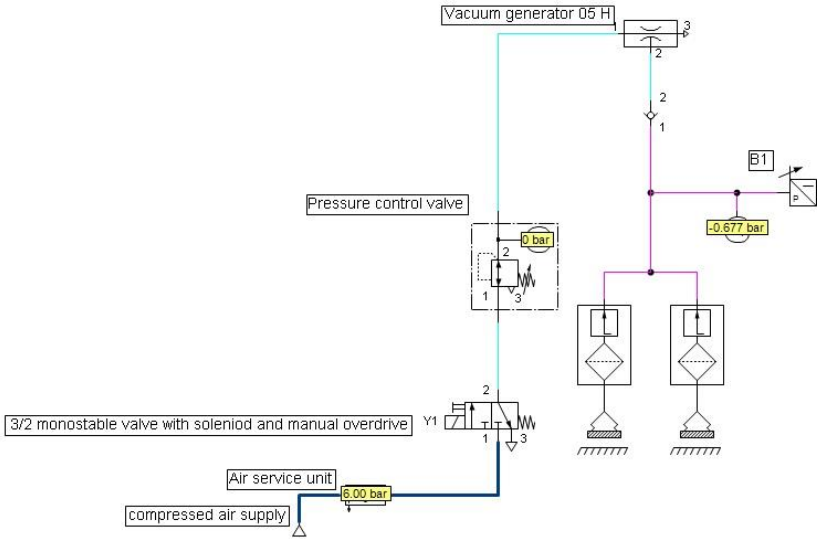 Vacuum generator 05 H
3
2
2
1
B1
P
-0.677 bar
Pressure control valve
0 bar
2
1
3
2
3/2 monostable valve with soleniod and manual overdrive
Y1
1
3
Air service unit
6.00 bar
compressed air supply